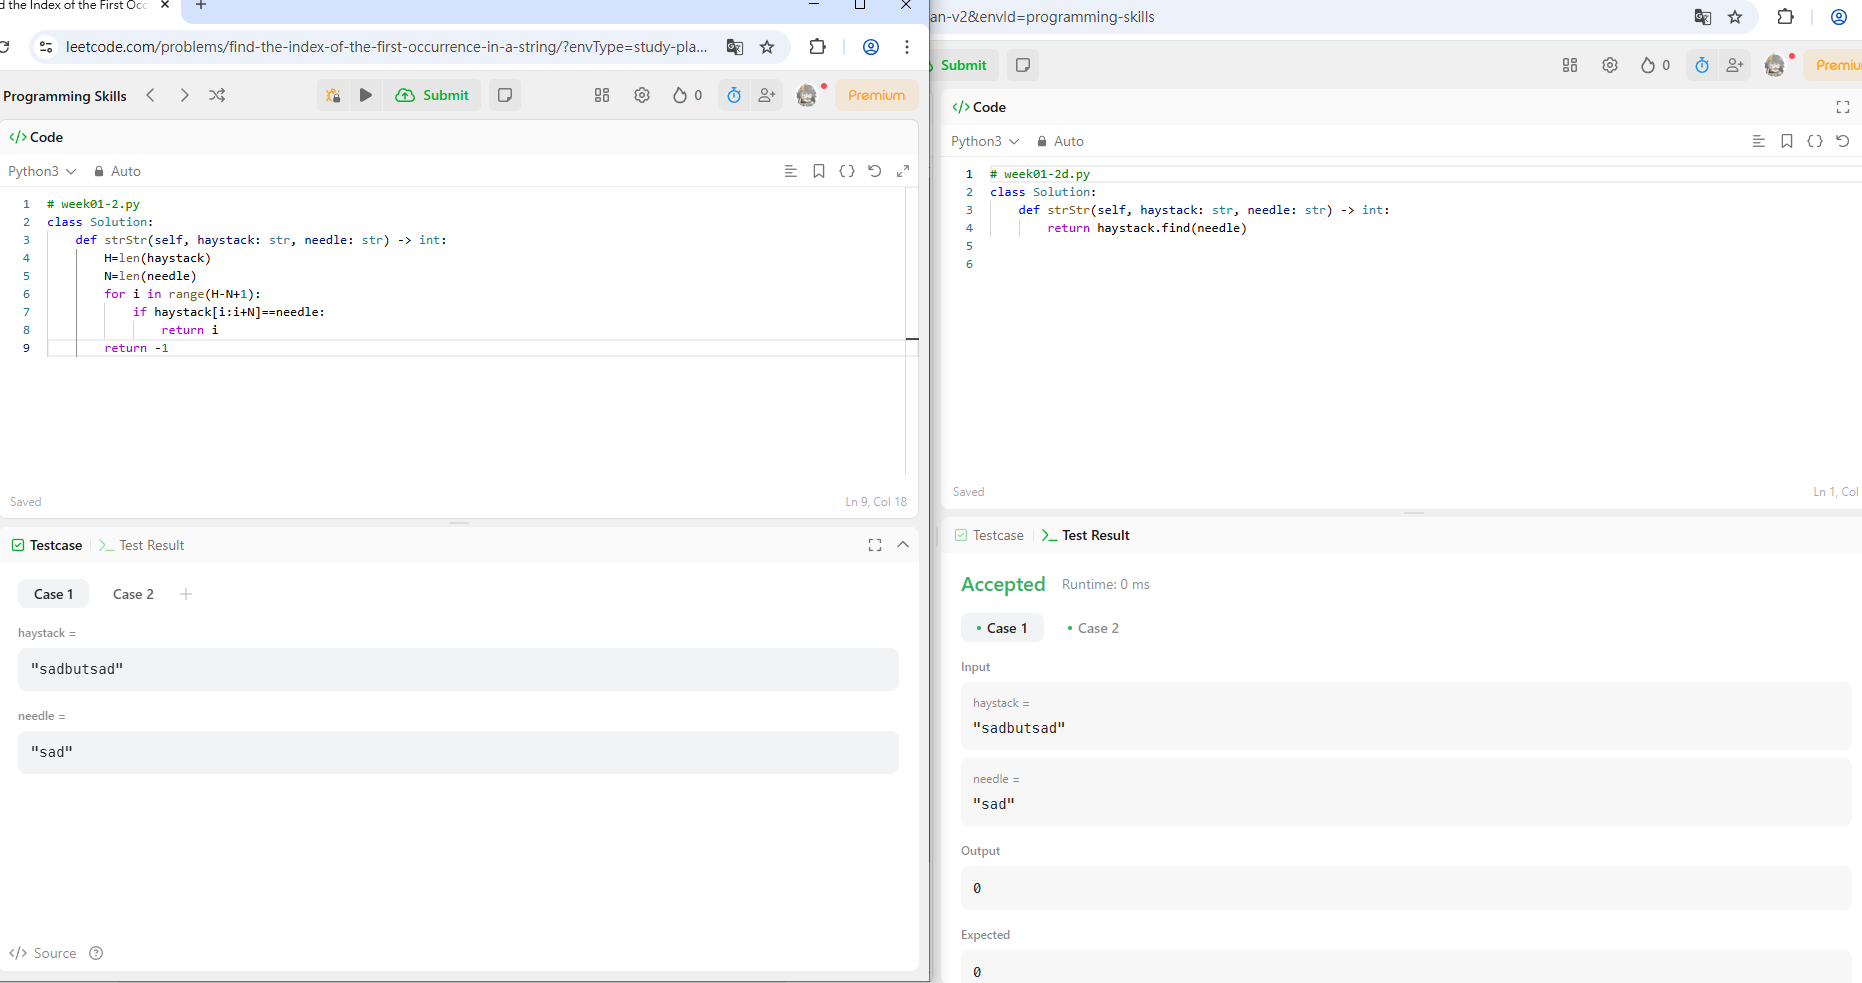 d the Index of the First Occ
leetcode.com/problems/find-the-index-of-the-first-occurrence-in-a-string/?envType=study-pla...
Programming Skills
Submit
0
Premium
</> Code
Python3
Auto
1 # week01-2.py
2 class Solution:
3 def strStr(self, haystack: str, needle: str) -> int:
4 H=len(haystack)
5 N=len(needle)
6 for i in range(H-N+1):
7 if haystack[i:i+N]==needle:
8 return i
9 return -1
Saved
Ln 9, Col 18
Testcase
Test Result
Case 1
Case 2
haystack =
"sadbutsad"
needle =
"sad"
</> Source
an-v2&envId=programming-skills
Submit
0
Premiu
</> Code
Python3
Auto
1 # week01-2d.py
2 class Solution:
3 def strStr(self, haystack: str, needle: str) -> int:
4 return haystack.find(needle)
5
6
Saved
Ln 1, Col
Testcase
Test Result
Accepted Runtime: 0 ms
Case 1
Case 2
Input
haystack =
"sadbutsad"
needle =
"sad"
Output
0
Expected
0